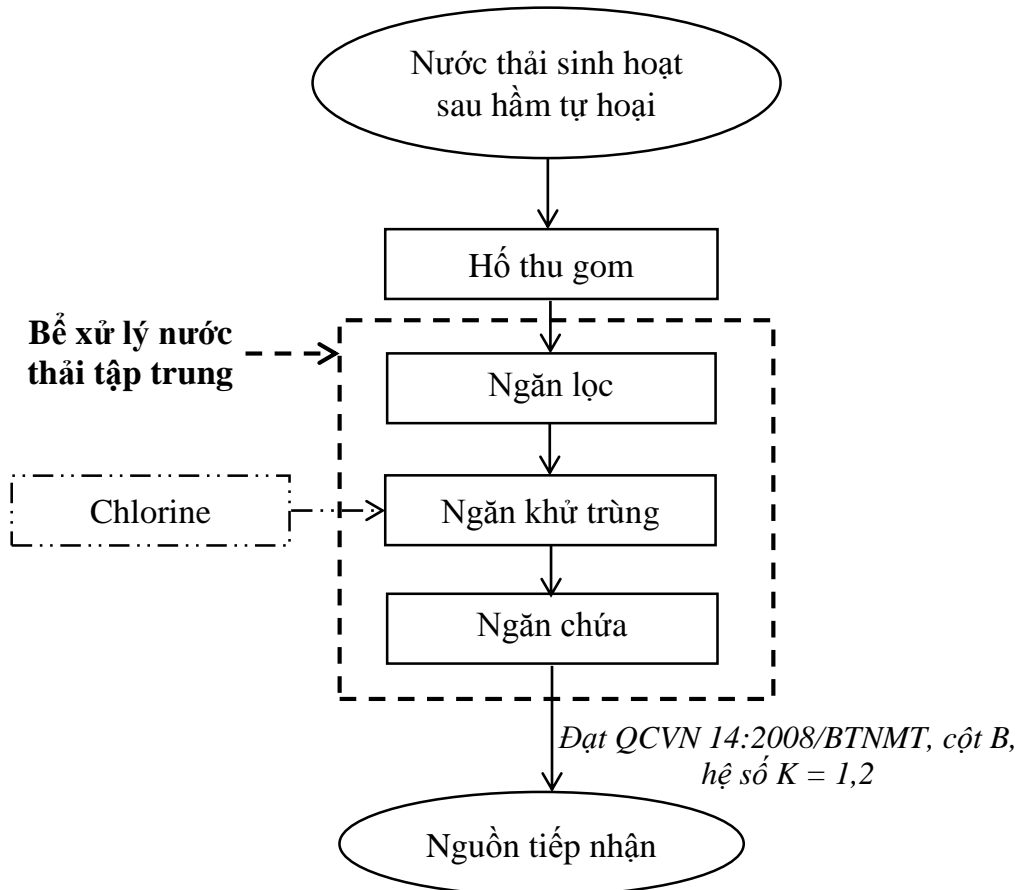 Nước thải sinh hoạt
sau hầm tự hoại
Hố thu gom
Bể xử lý nước
thải tập trung
Ngăn lọc
Chlorine
Ngăn khử trùng
Ngăn chứa
Đạt QCVN 14:2008/BTNMT, cột B,
hệ số K = 1,2
Nguồn tiếp nhận